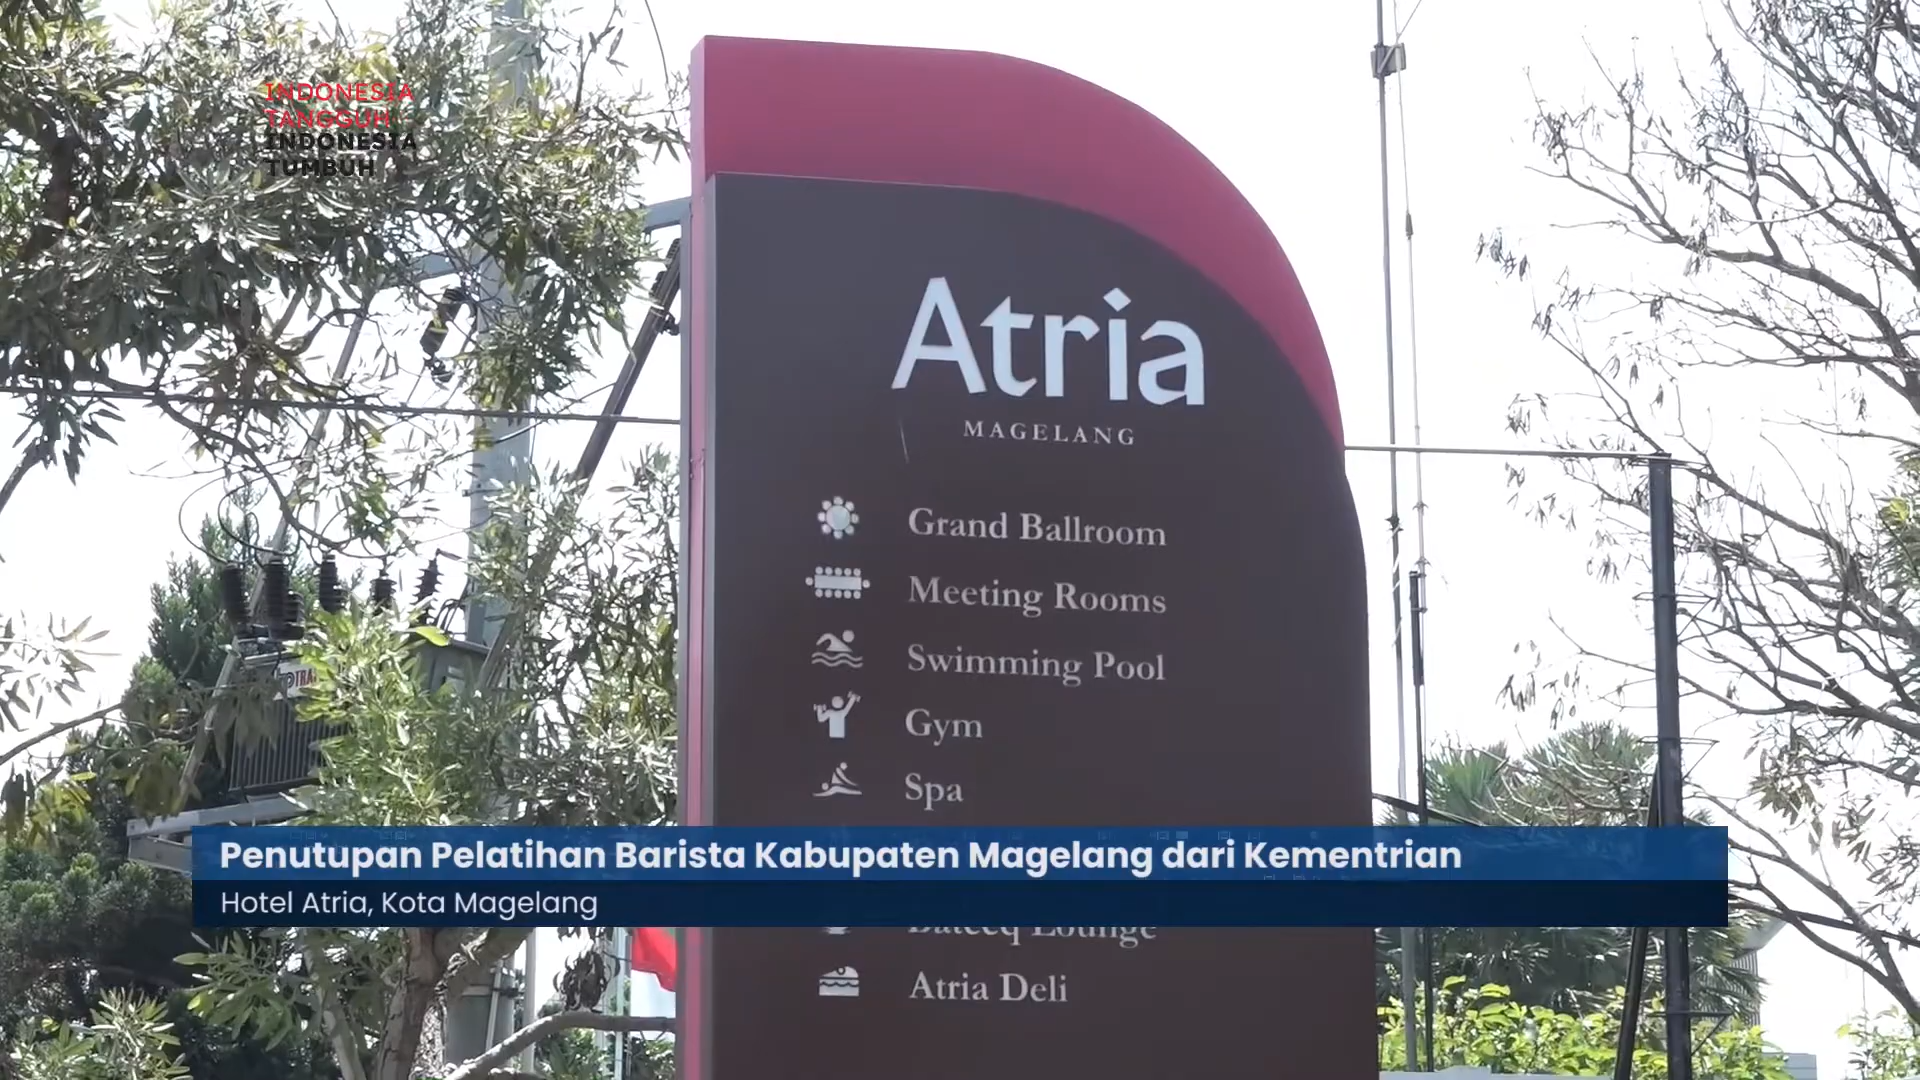 INDONESIA
TANGGUH
INDONESIA
TUMBUH
Atria
MAGELANG
Grand Ballroom
Meeting Rooms
Swimming Pool
Gym
Spa
Penutupan Pelatihan Barista Kabupaten Magelang dari Kementrian
Hotel Atria, Kota Magelang
Lounge
Atria Deli